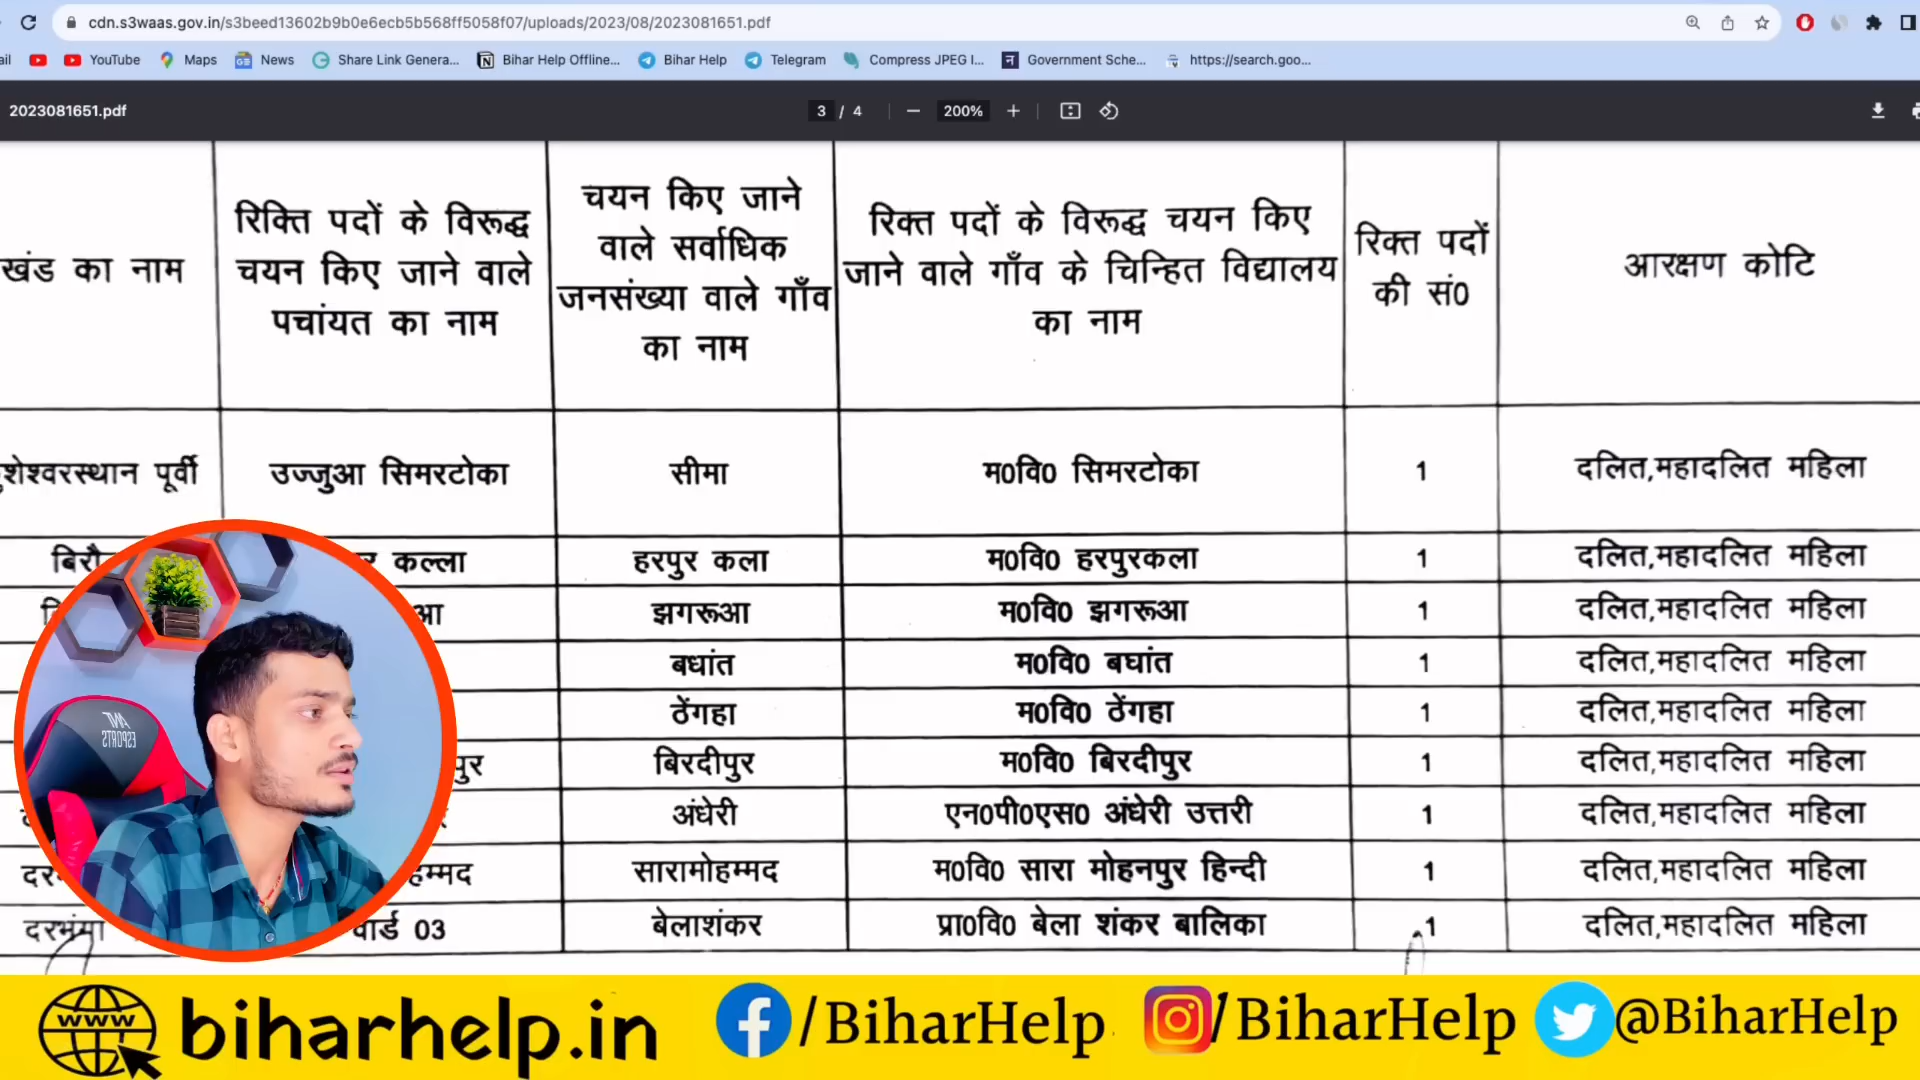 cdn.s3waas.gov.in/s3beed13602b9b0e6ecb5b568ff5058f07/uploads/2023/08/2023081651.pdf
ail YouTube Maps News Share Link Genera... Bihar Help Offline... Bihar Help Telegram Compress JPEG I... Government Sche... https://search.goo...
2023081651.pdf 3 / 4 200%
खंड का नाम
रिक्ति पदों के विरूद्ध
चयन किए जाने वाले
पचांयत का नाम
चयन किए जाने
वाले सर्वाधिक
जनसंख्या वाले गाँव
का नाम
रिक्त पदों के विरूद्ध चयन किए
जाने वाले गाँव के चिन्हित विद्यालय
का नाम
रिक्त पदों
की सं0
आरक्षण कोटि
शेश्वरस्थान पूर्वी उज्जुआ सिमरटोका सीमा म0वि0 सिमरटोका 1 दलित,महादलित महिला
बिरौ कल्ला हरपुर कला म0वि0 हरपुरकला 1 दलित,महादलित महिला
झगरूआ म0वि0 झगरूआ 1 दलित,महादलित महिला
बधांत म0वि0 बघांत 1 दलित,महादलित महिला
ठेंगहा म0वि0 ठेंगहा 1 दलित,महादलित महिला
पुर बिरदीपुर म0वि0 बिरदीपुर 1 दलित,महादलित महिला
अंधेरी एन0पी0एस0 अंधेरी उत्तरी 1 दलित,महादलित महिला
दर हम्मद सारामोहम्मद म0वि0 सारा मोहनपुर हिन्दी 1 दलित,महादलित महिला
दरभंगा वार्ड 03 बेलाशंकर प्रा0वि0 बेला शंकर बालिका 1 दलित,महादलित महिला
ANT
ESPORTS
www biharhelp.in /BiharHelp /BiharHelp @BiharHelp